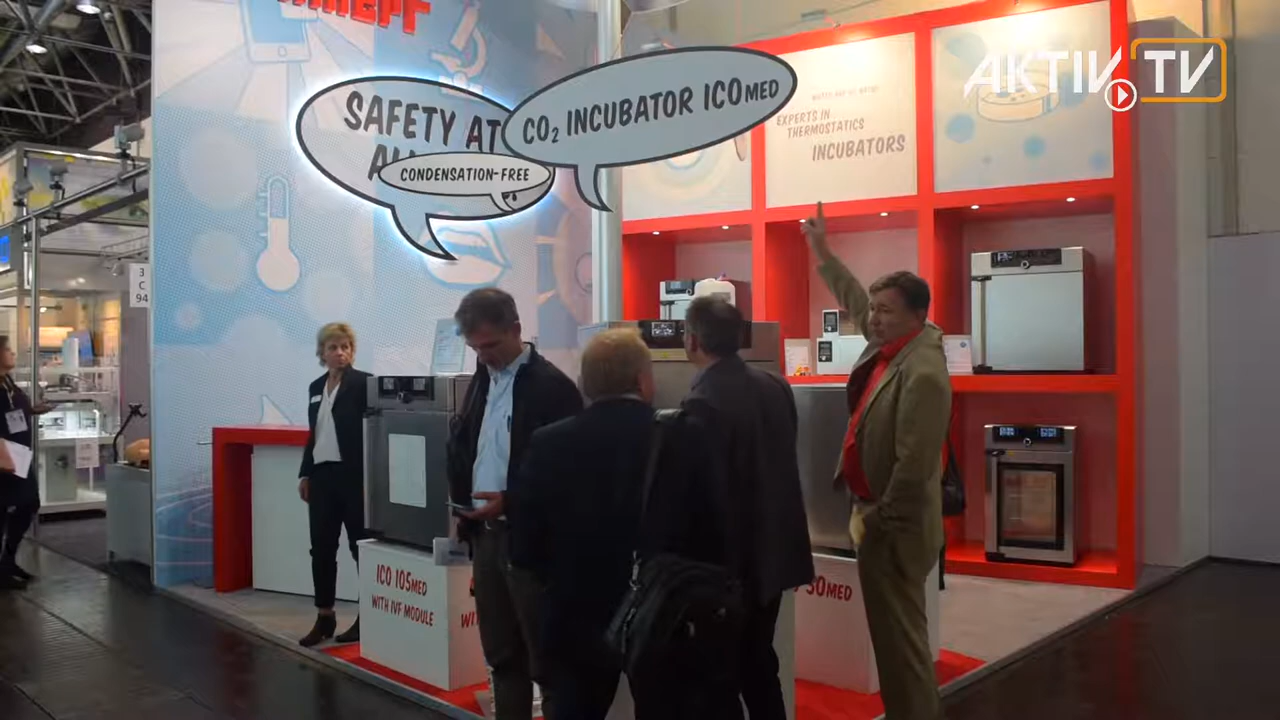 AKTIV TV
SAFETY AT
CONDENSATION-FREE
CO₂ INCUBATOR ICOMED
EXPERTS IN
THERMOSTATICS
INCUBATORS
3
C
94
ICO 105MED
WITH IVF MODULE
50MED